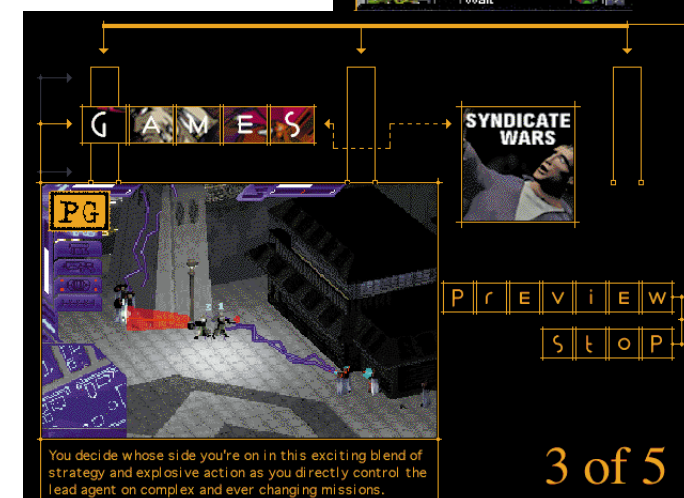 Wait
GAMES
SYNDICATE
WARS
PG
PrEviEw
StoP
You decide whose side you're on in this exciting blend of
strategy and explosive action as you directly control the
lead agent on complex and ever changing missions.
3 of 5